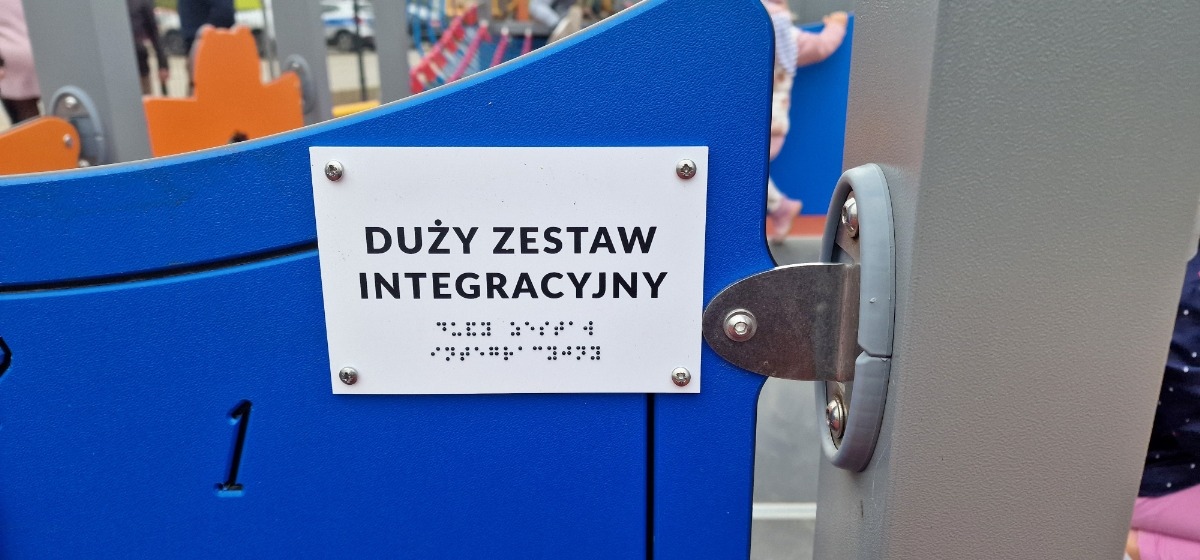 DUŻY ZESTAW
INTEGRACYJNY
⠙⠥⠯⠽ ⠵⠑⠎⠞⠁⠺
⠊⠝⠞⠑⠛⠗⠁⠉⠽⠚⠝⠽
1